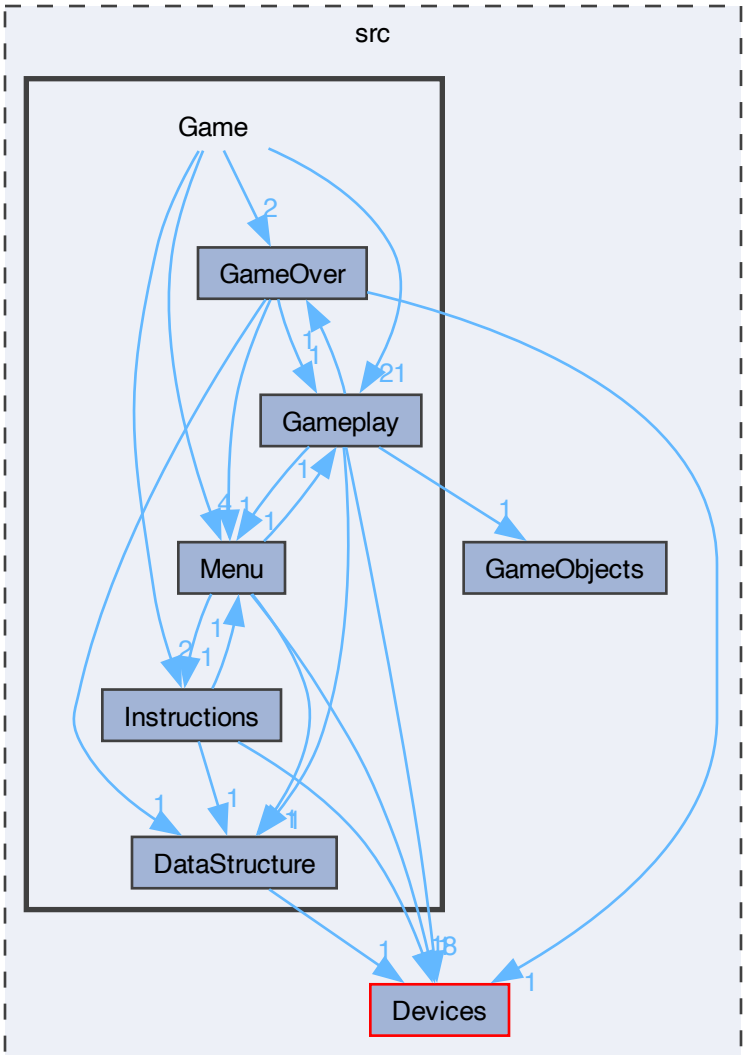 src
Game
2
GameOver
1
1
21
Gameplay
1
4
1
1
1
Menu
GameObjects
1
2
1
Instructions
1
1
1
1
DataStructure
1
1
Devices